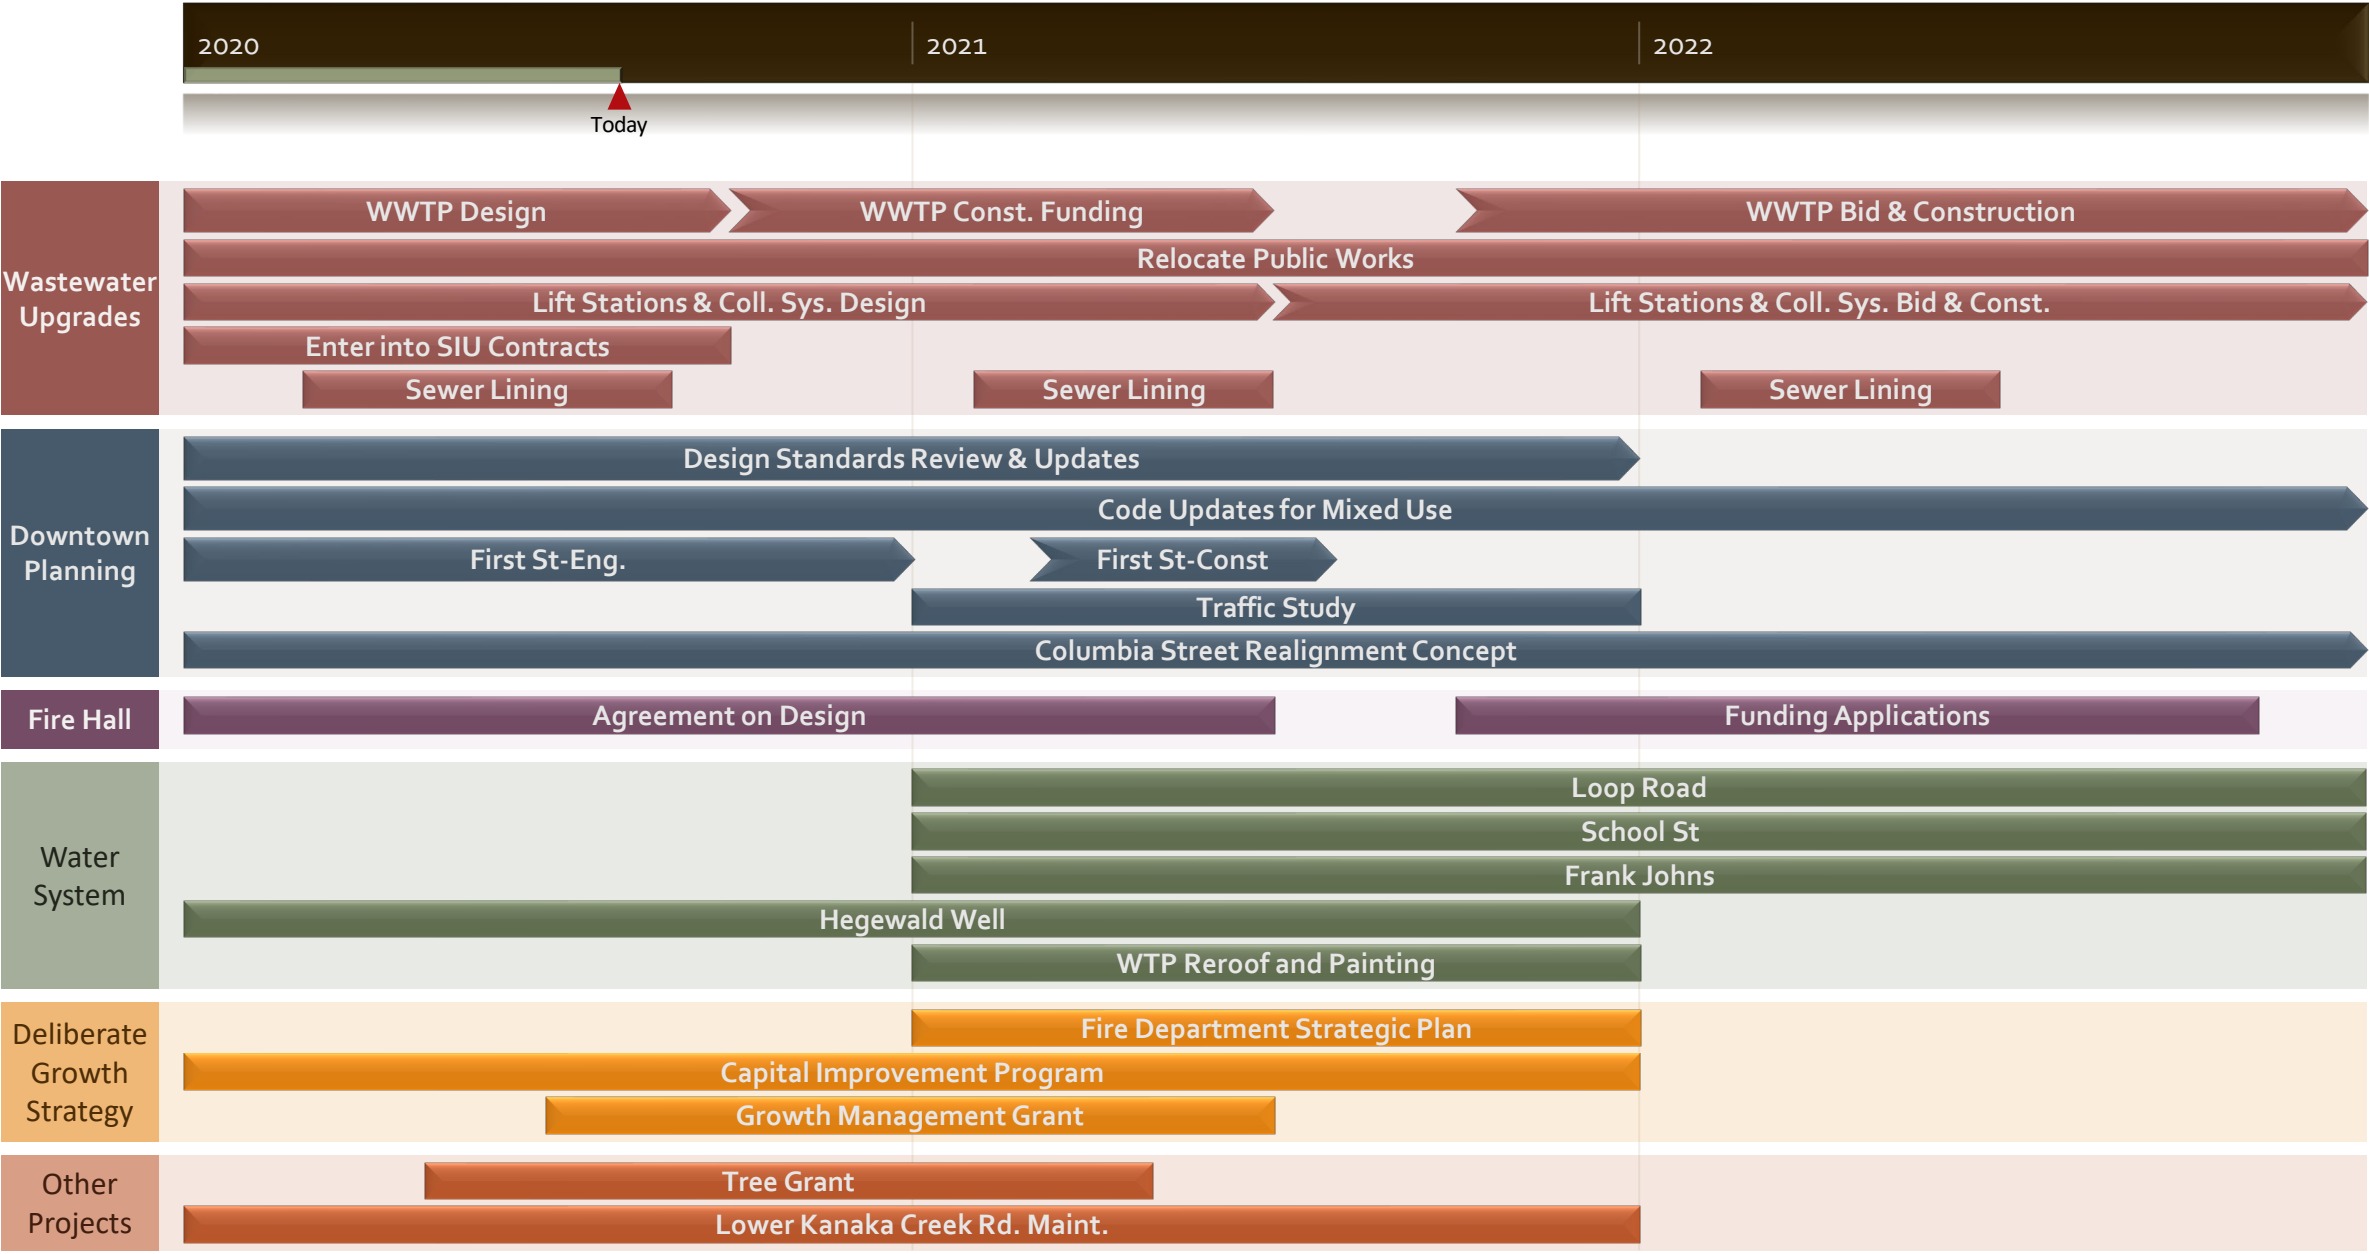 2020 2021 2022
Today
Wastewater
Upgrades
WWTP Design WWTP Const. Funding WWTP Bid & Construction
Relocate Public Works
Lift Stations & Coll. Sys. Design Lift Stations & Coll. Sys. Bid & Const.
Enter into SIU Contracts
Sewer Lining Sewer Lining Sewer Lining
Downtown
Planning
Design Standards Review & Updates
Code Updates for Mixed Use
First St-Eng. First St-Const
Traffic Study
Columbia Street Realignment Concept
Fire Hall
Agreement on Design Funding Applications
Water
System
Loop Road
School St
Frank Johns
Hegewald Well
WTP Reroof and Painting
Deliberate
Growth
Strategy
Fire Department Strategic Plan
Capital Improvement Program
Growth Management Grant
Other
Projects
Tree Grant
Lower Kanaka Creek Rd. Maint.